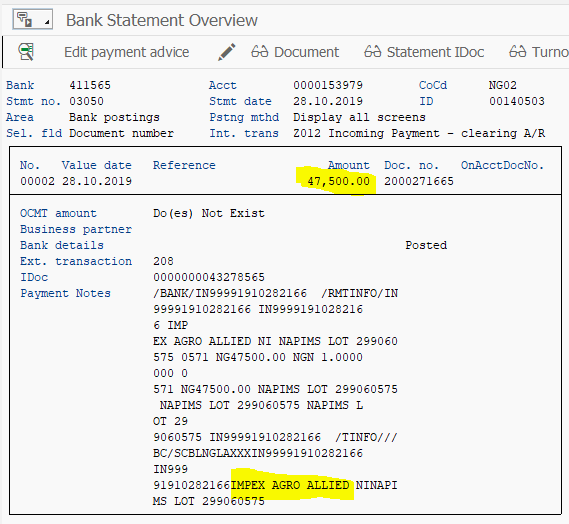 Bank Statement Overview
Edit payment advice Document Statement IDoc Turno
Bank 411565 Acct 0000153979 CoCd NG02
Stmt no. 03050 Stmt date 28.10.2019 ID 00140503
Area Bank postings Pstng mthd Display all screens
Sel. fld Document number Int. trans Z012 Incoming Payment - clearing A/R
No. Value date Reference Amount Doc. no. OnAcctDocNo.
00002 28.10.2019 47,500.00 2000271665
OCMT amount Do(es) Not Exist
Business partner
Bank details Posted
Ext. transaction 208
IDoc 0000000043278565
Payment Notes /BANK/IN99991910282166 /RMTINFO/IN
99991910282166 IN9999191028216
6 IMP
EX AGRO ALLIED NI NAPIMS LOT 299060
575 0571 NG47500.00 NGN 1.0000
000 0
571 NG47500.00 NAPIMS LOT 299060575
NAPIMS LOT 299060575 NAPIMS L
OT 29
9060575 IN99991910282166 /TINFO///
BC/SCBLNGLAXXXIN99991910282166
IN999
91910282166IMPEX AGRO ALLIED NINAPI
MS LOT 299060575